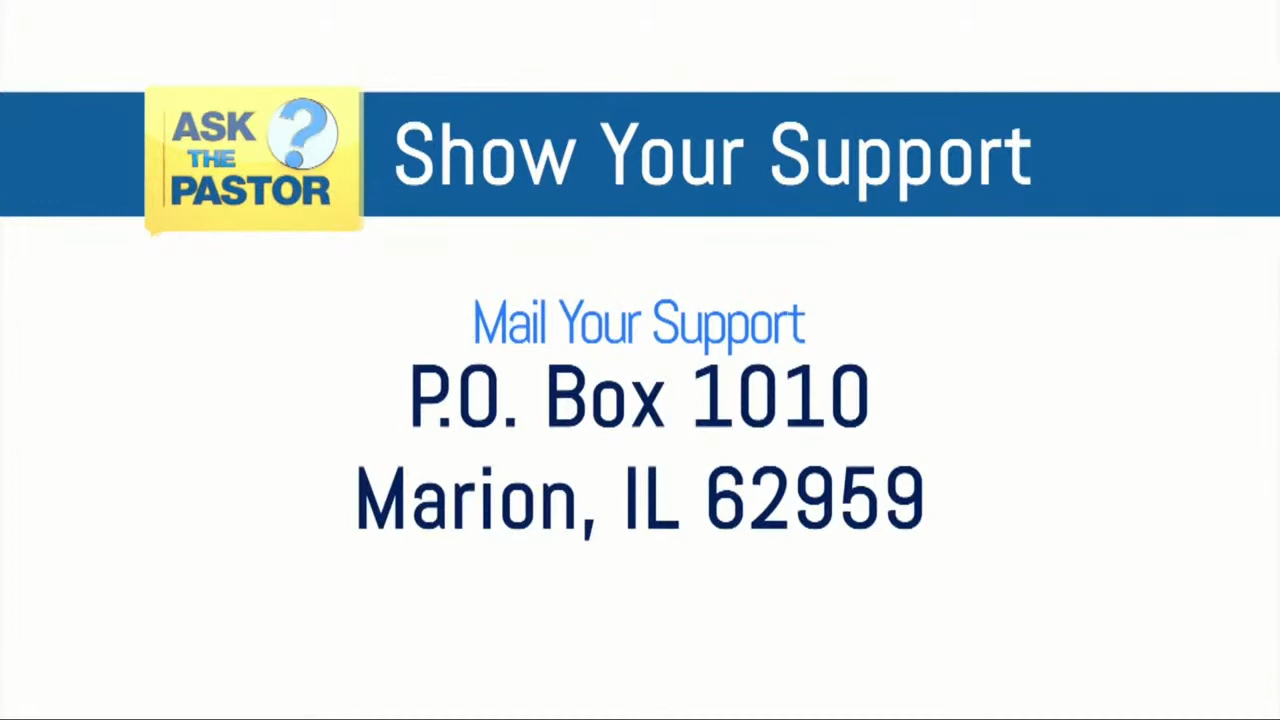 ASK
THE
PASTOR
?
Show Your Support
Mail Your Support
P.O. Box 1010
Marion, IL 62959